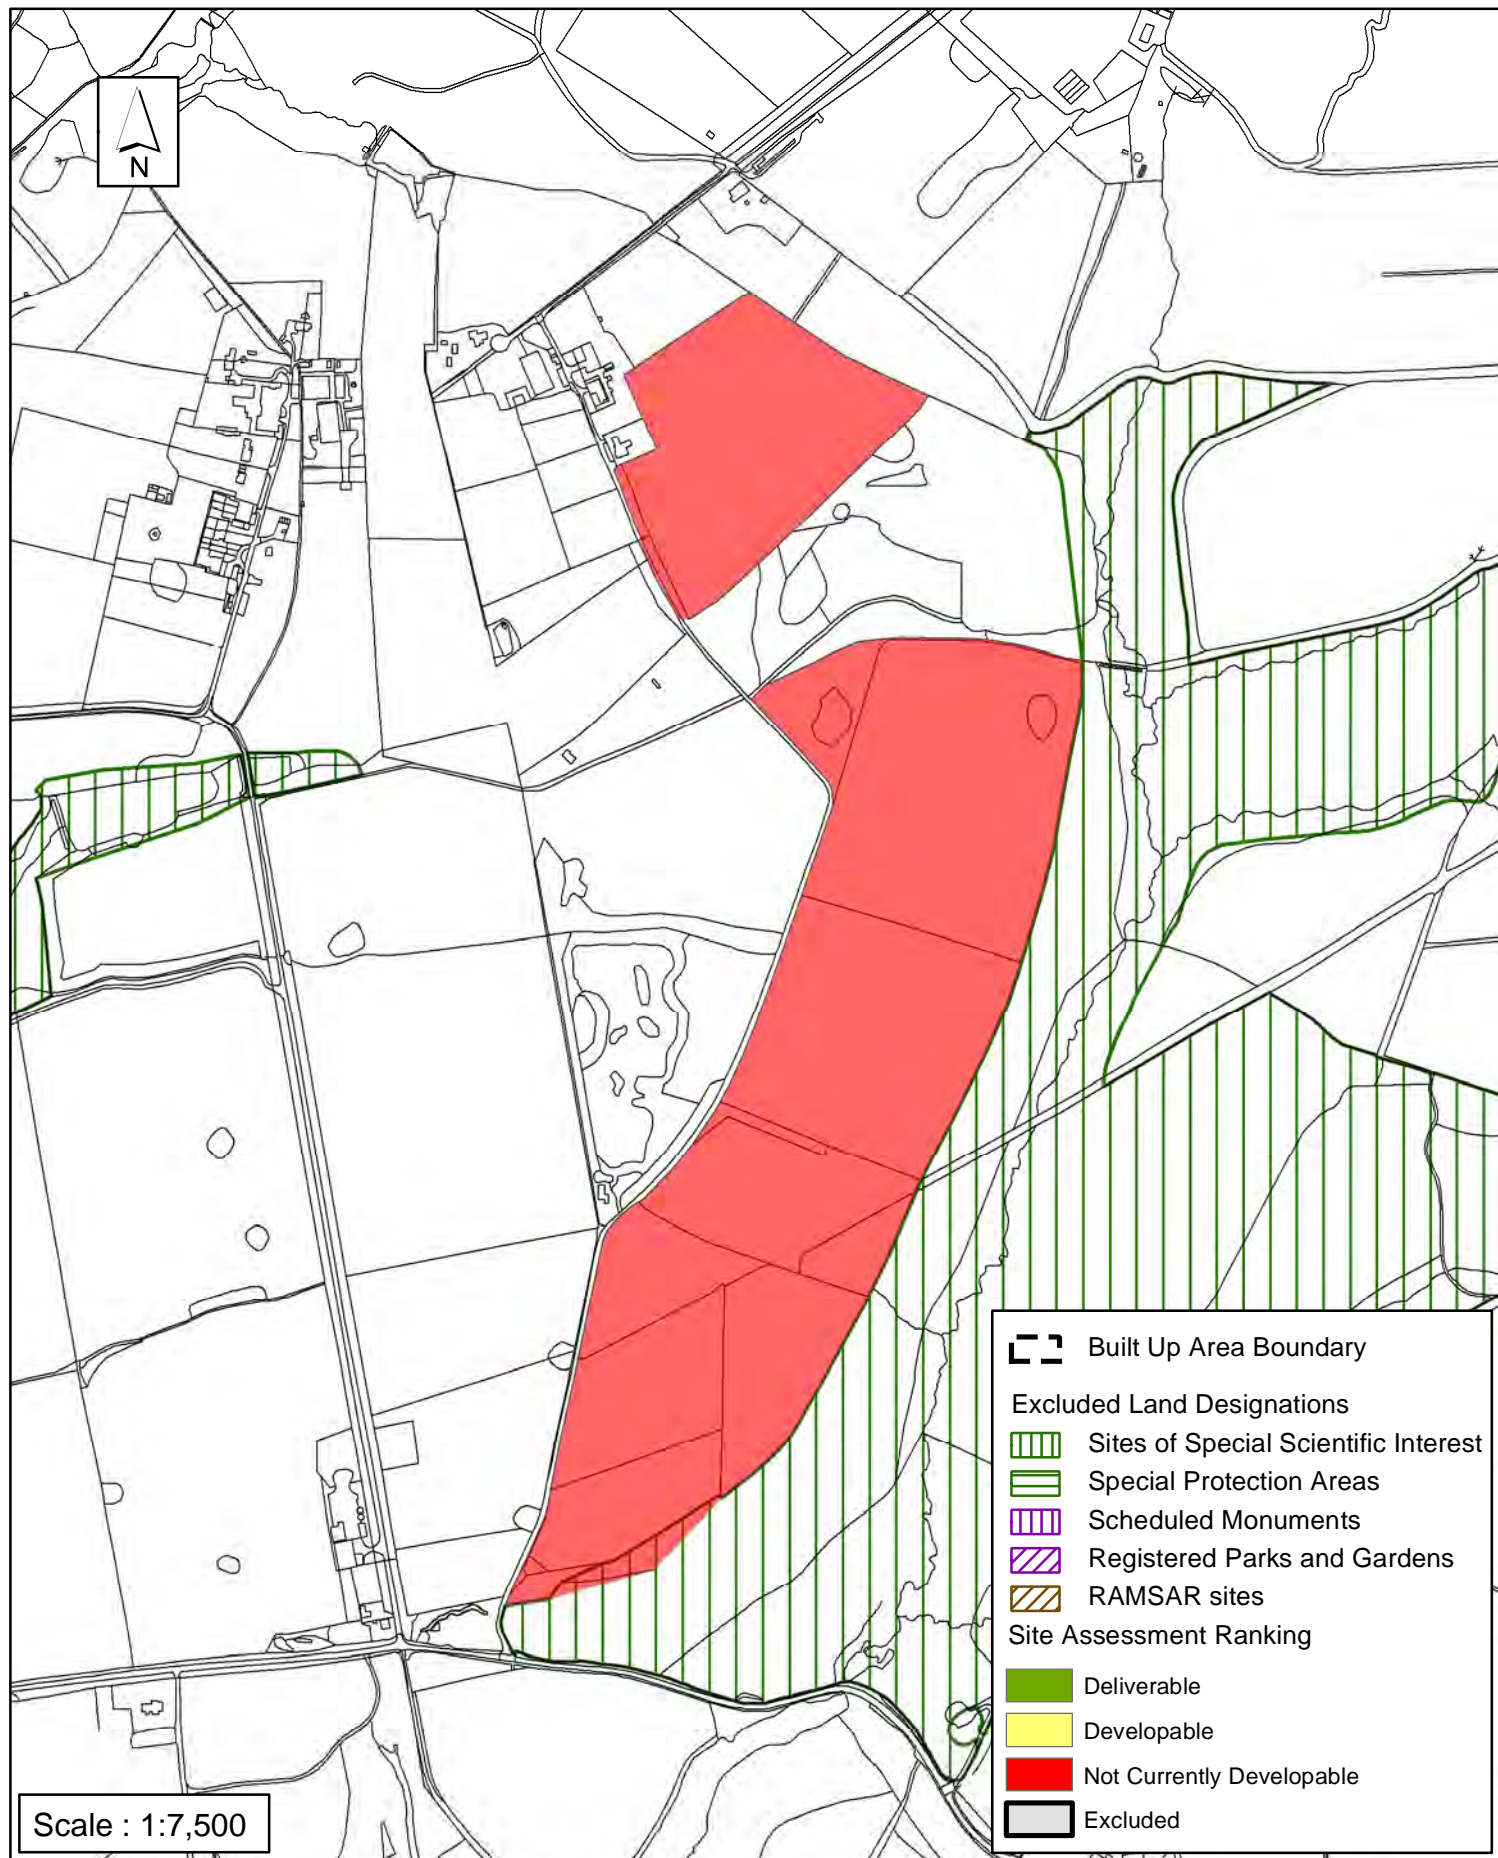 N
Built Up Area Boundary
Excluded Land Designations
Sites of Special Scientific Interest
Special Protection Areas
Scheduled Monuments
Registered Parks and Gardens
RAMSAR sites
Site Assessment Ranking
Deliverable
Developable
Not Currently Developable
Excluded
Scale : 1:7,500